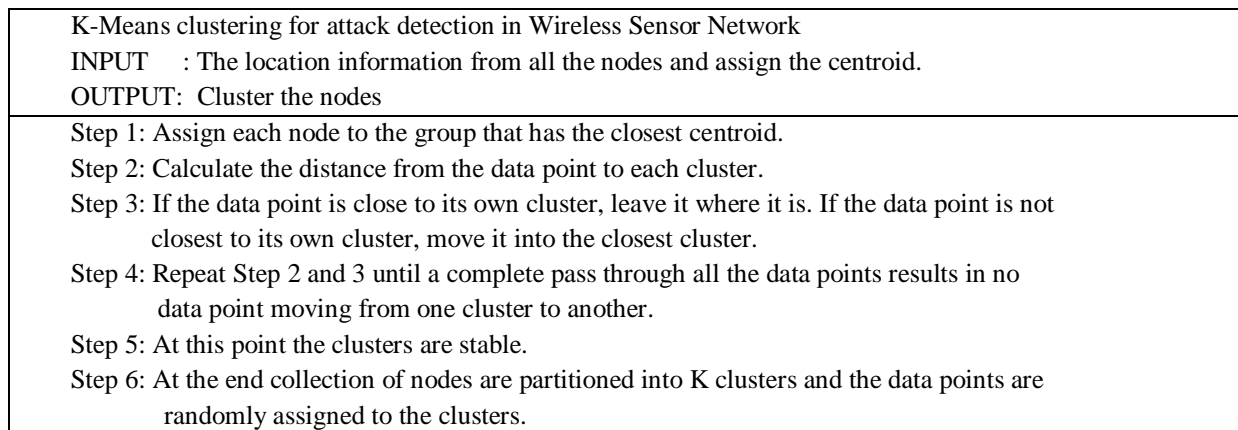 K-Means clustering for attack detection in Wireless Sensor Network
INPUT : The location information from all the nodes and assign the centroid.
OUTPUT: Cluster the nodes
Step 1: Assign each node to the group that has the closest centroid.
Step 2: Calculate the distance from the data point to each cluster.
Step 3: If the data point is close to its own cluster, leave it where it is. If the data point is not
closest to its own cluster, move it into the closest cluster.
Step 4: Repeat Step 2 and 3 until a complete pass through all the data points results in no
data point moving from one cluster to another.
Step 5: At this point the clusters are stable.
Step 6: At the end collection of nodes are partitioned into K clusters and the data points are
randomly assigned to the clusters.